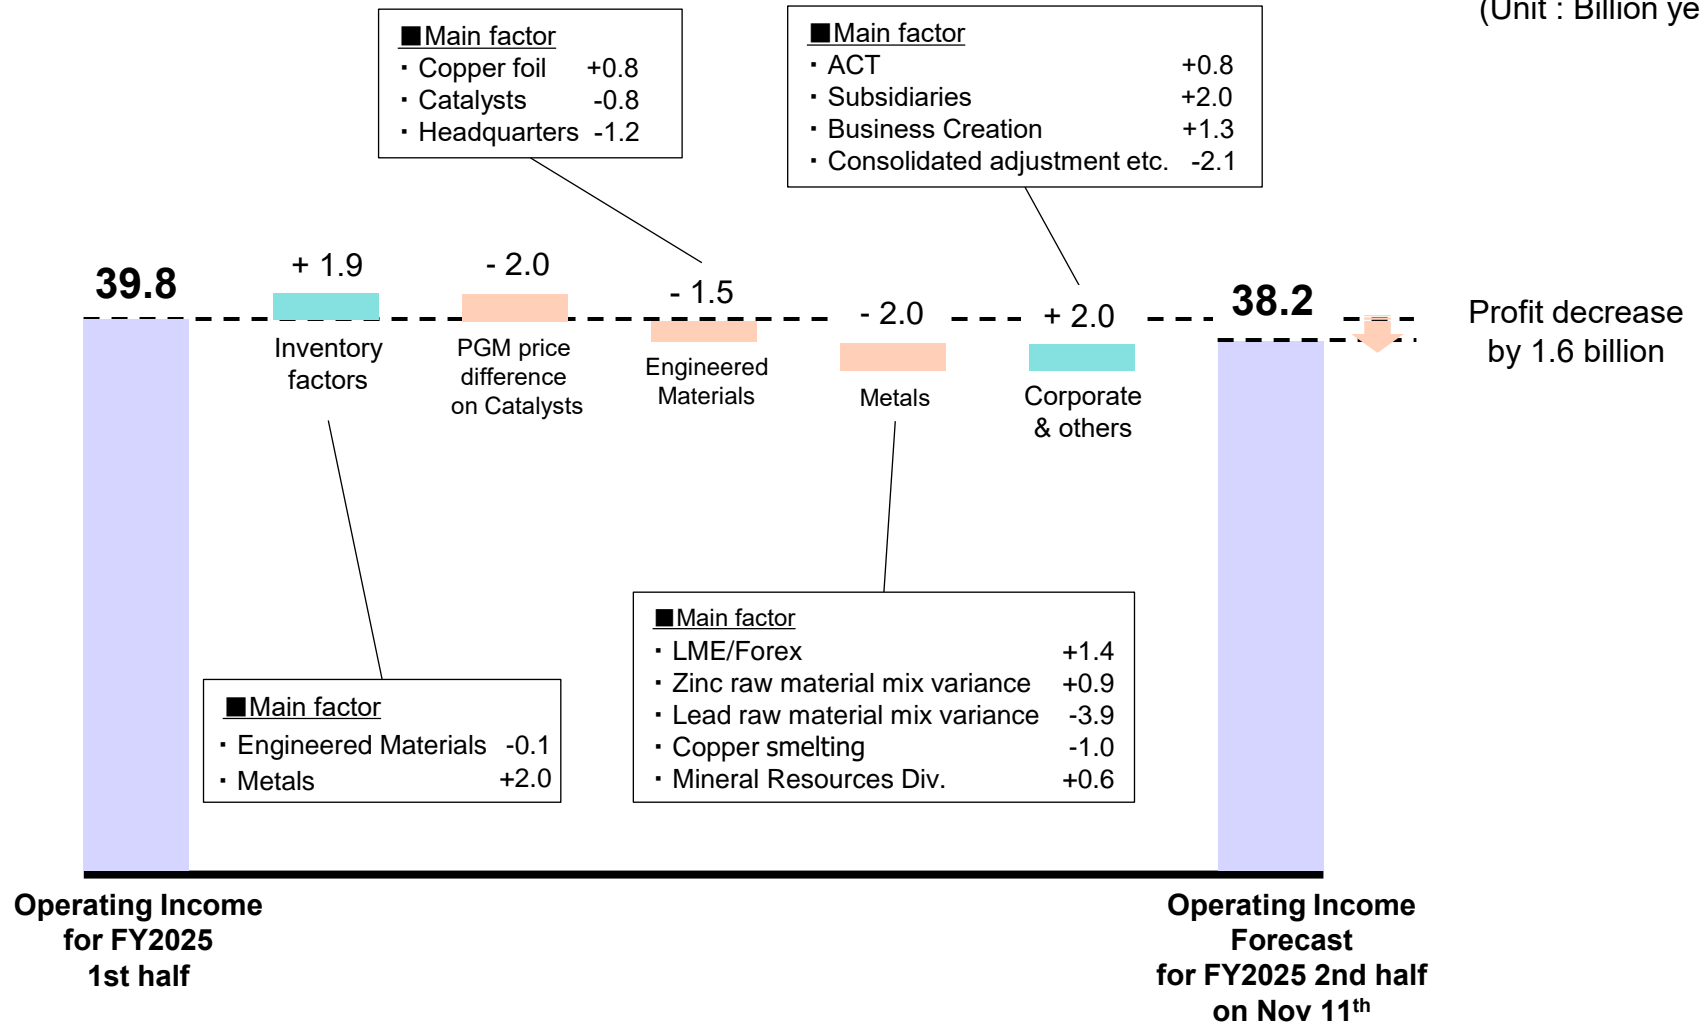 (Unit : Billion ye
■Main factor
・Copper foil +0.8
・Catalysts -0.8
・Headquarters -1.2
■Main factor
・ACT +0.8
・Subsidiaries +2.0
・Business Creation +1.3
・Consolidated adjustment etc. -2.1
39.8
+ 1.9
- 2.0
- 1.5
- 2.0
+ 2.0
38.2
Inventory
factors
PGM price
difference
on Catalysts
Engineered
Materials
Metals
Corporate
& others
Profit decrease
by 1.6 billion
■Main factor
・Engineered Materials -0.1
・Metals +2.0
■Main factor
・LME/Forex +1.4
・Zinc raw material mix variance +0.9
・Lead raw material mix variance -3.9
・Copper smelting -1.0
・Mineral Resources Div. +0.6
Operating Income
for FY2025
1st half
Operating Income
Forecast
for FY2025 2nd half
on Nov 11th